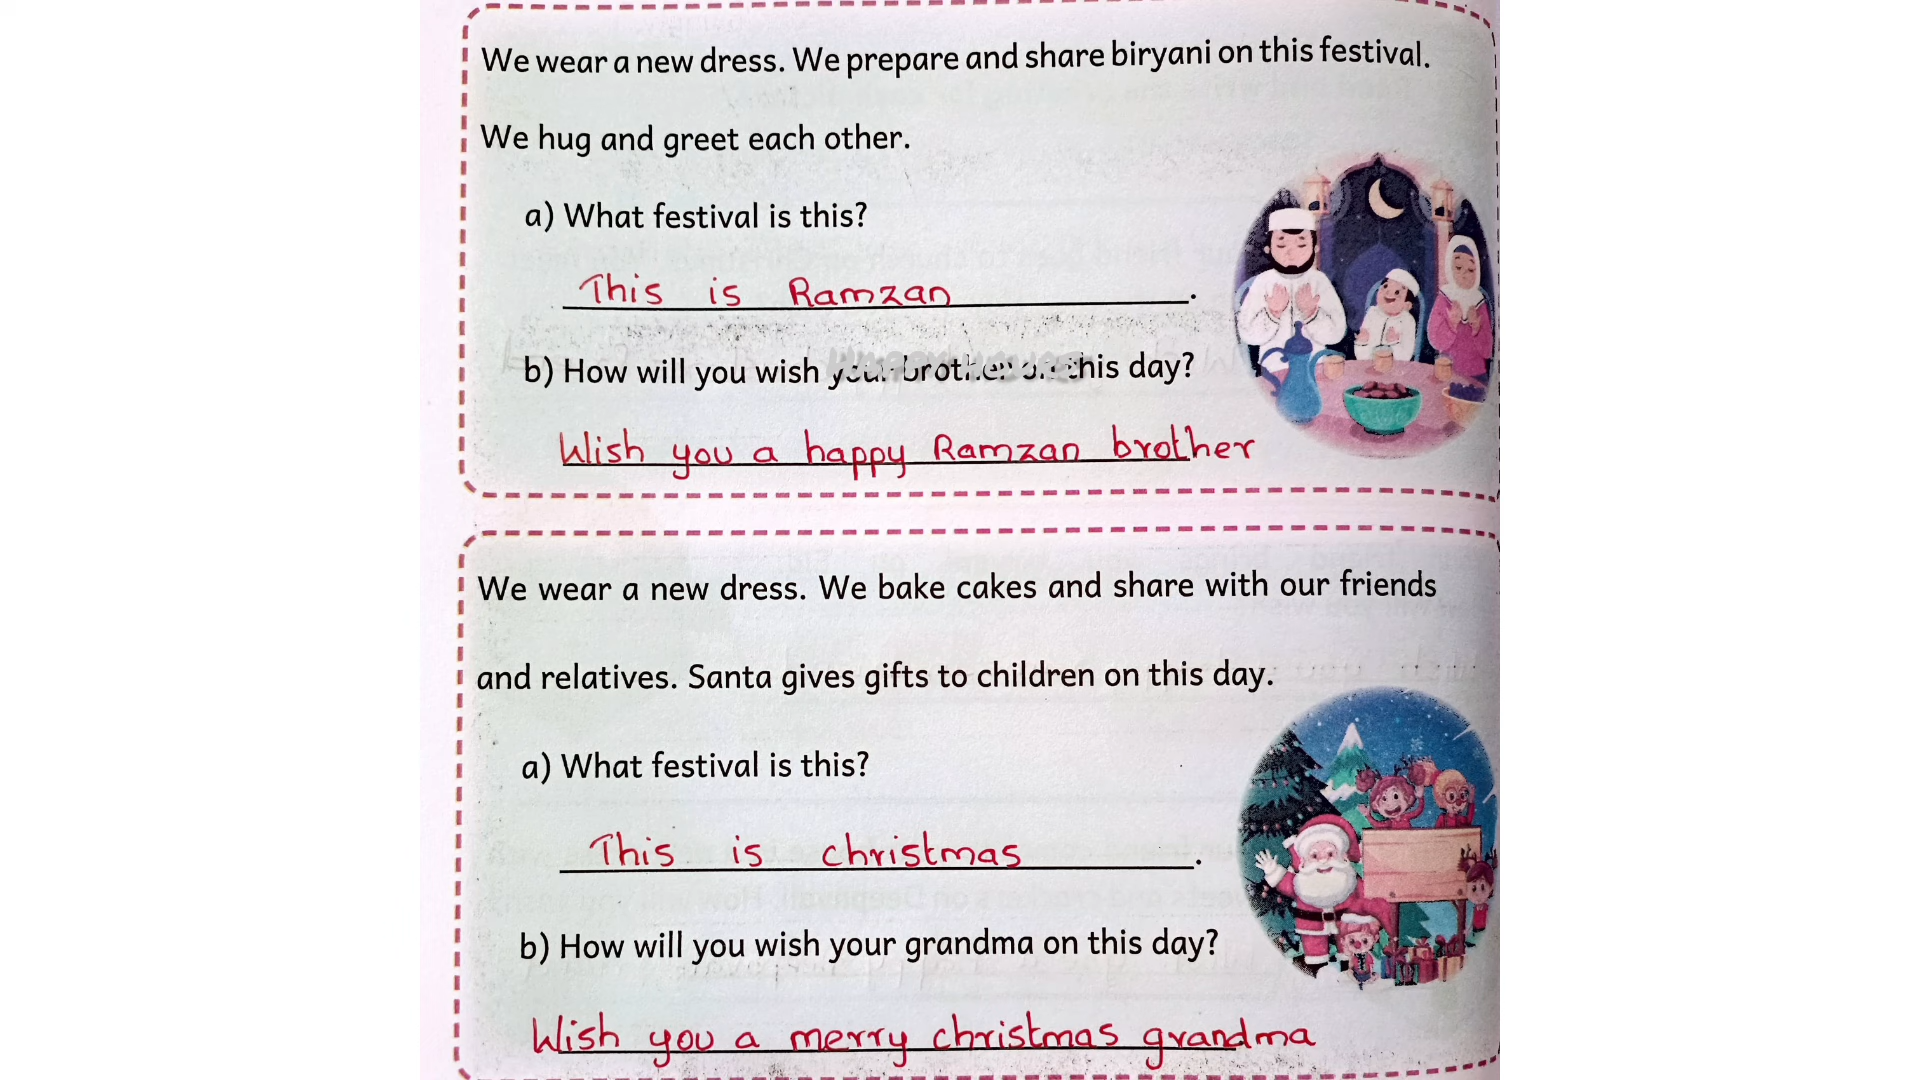 We wear a new dress. We prepare and share biryani on this festival.
We hug and greet each other.
a) What festival is this?
This is Ramzan.
b) How will you wish your brother on this day?
Wish you a happy Ramzan brother
We wear a new dress. We bake cakes and share with our friends
and relatives. Santa gives gifts to children on this day.
a) What festival is this?
This is christmas.
b) How will you wish your grandma on this day?
Wish you a merry christmas grandma